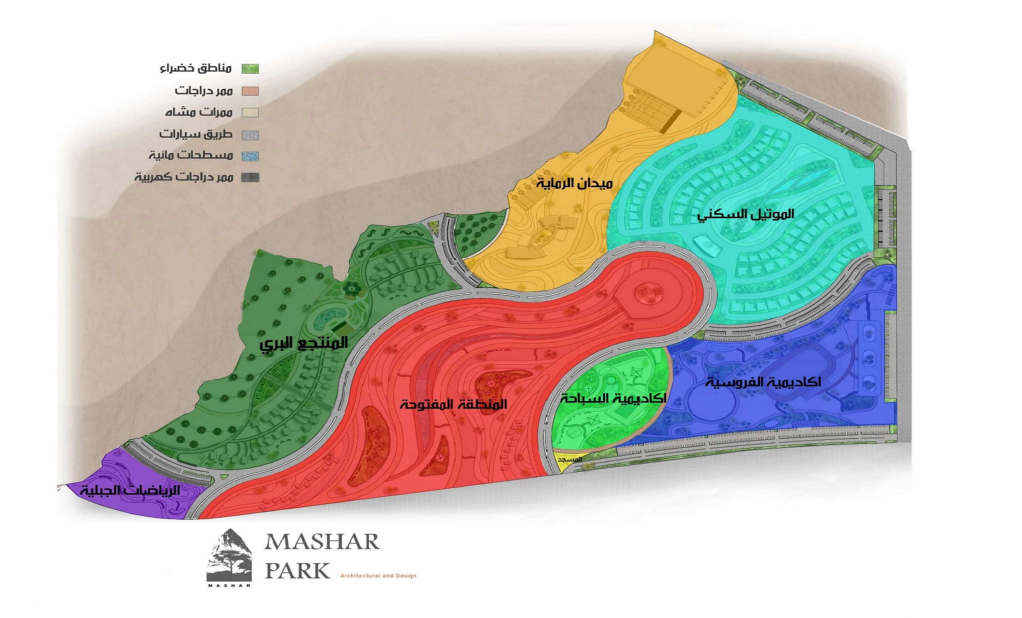 مناطق خضراء
ممر دراجات
ممرات مشاه
طريق سيارات
مسطحات مائية
ممر دراجات كهربية
ميدان الرماية
الموتيل السكني
المنتجع البري
اكاديمية الفروسية
اكاديمية السباحة
المنطقة المفتوحة
المسجد
الرياضات الجبلية
MASHAR
PARK Architectural and Design
MASHAR